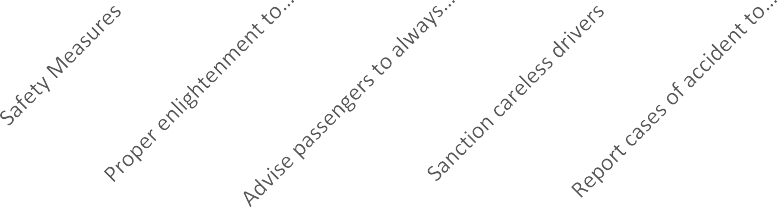 Safety Measures
Proper enlightenment to...
Advise passengers to always...
Sanction careless drivers
Report cases of accident to...